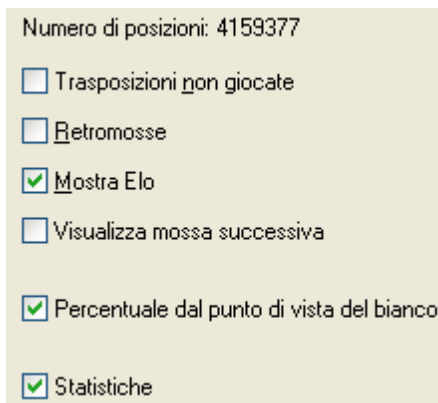 Numero di posizioni: 4159377
Trasposizioni non giocate
Retromosse
Mostra Elo
Visualizza mossa successiva
Percentuale dal punto di vista del bianco
Statistiche